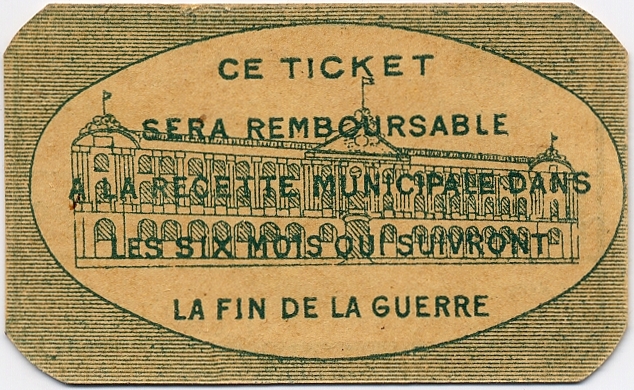 CE TICKET
SERA REMBOURSABLE
A LA RECETTE MUNICIPALE DANS
LES SIX MOIS QUI SUIVRONT
LA FIN DE LA GUERRE